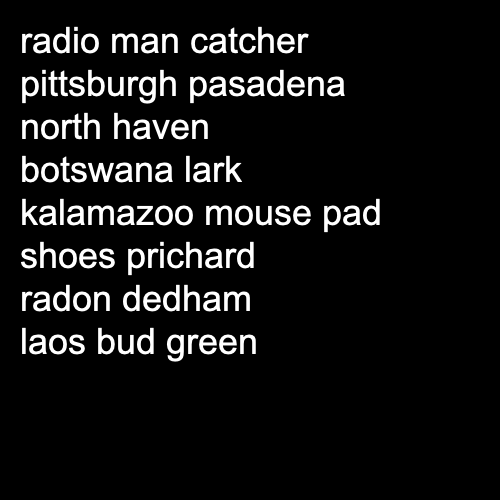 radio man catcher
pittsburgh pasadena
north haven
botswana lark
kalamazoo mouse pad
shoes prichard
radon dedham
laos bud green